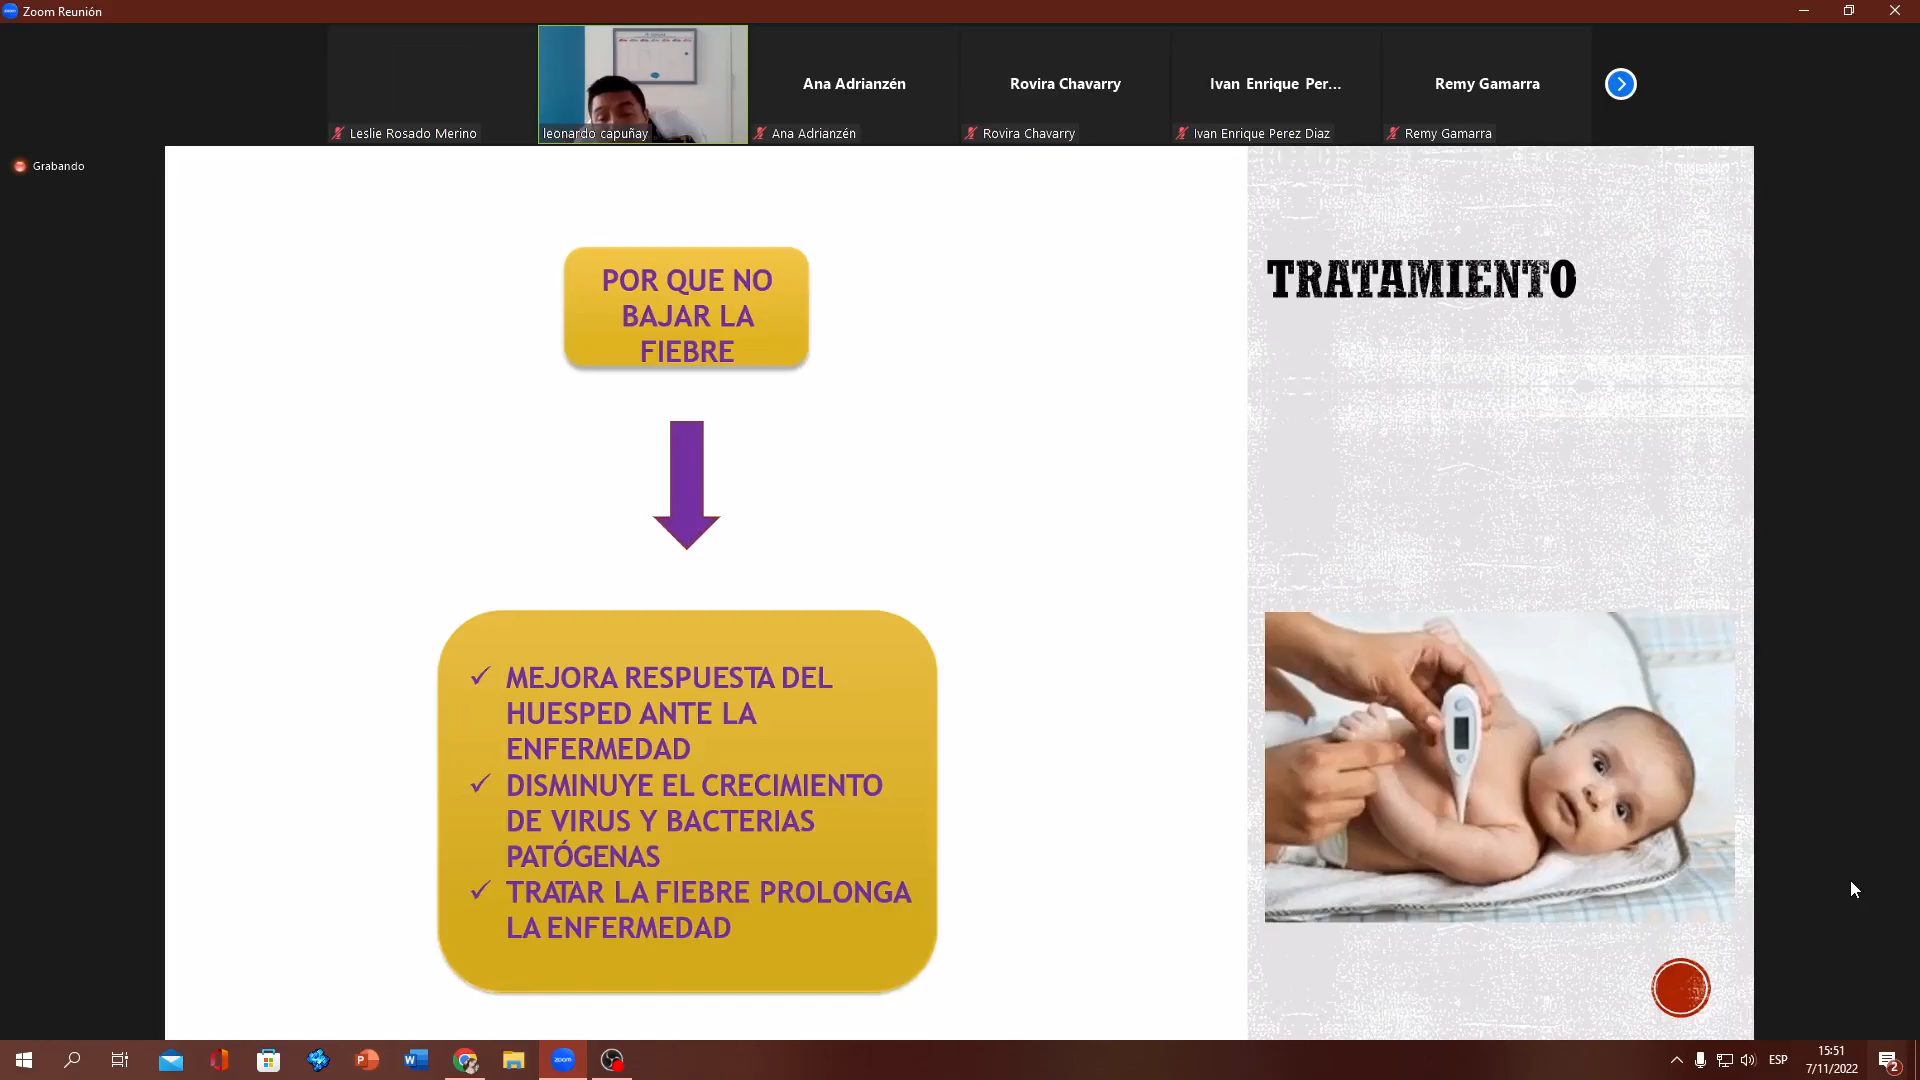 Zoom Reunión
Ana Adrianzén
Rovira Chavarry
Ivan Enrique Per...
Remy Gamarra
Leslie Rosado Merino
leonardo capuñay
Ana Adrianzén
Rovira Chavarry
Ivan Enrique Perez Diaz
Remy Gamarra
Grabando
POR QUE NO
BAJAR LA
FIEBRE
TRATAMIENTO
✓ MEJORA RESPUESTA DEL
HUESPED ANTE LA
ENFERMEDAD
✓ DISMINUYE EL CRECIMIENTO
DE VIRUS Y BACTERIAS
PATÓGENAS
✓ TRATAR LA FIEBRE PROLONGA
LA ENFERMEDAD
ESP
15:51
7/11/2022
2